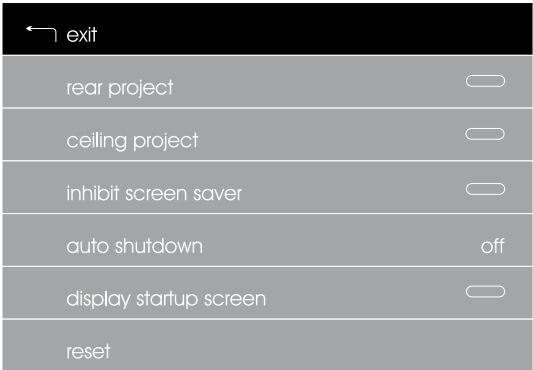 exit
rear project
ceiling project
inhibit screen saver
auto shutdown off
display startup screen
reset